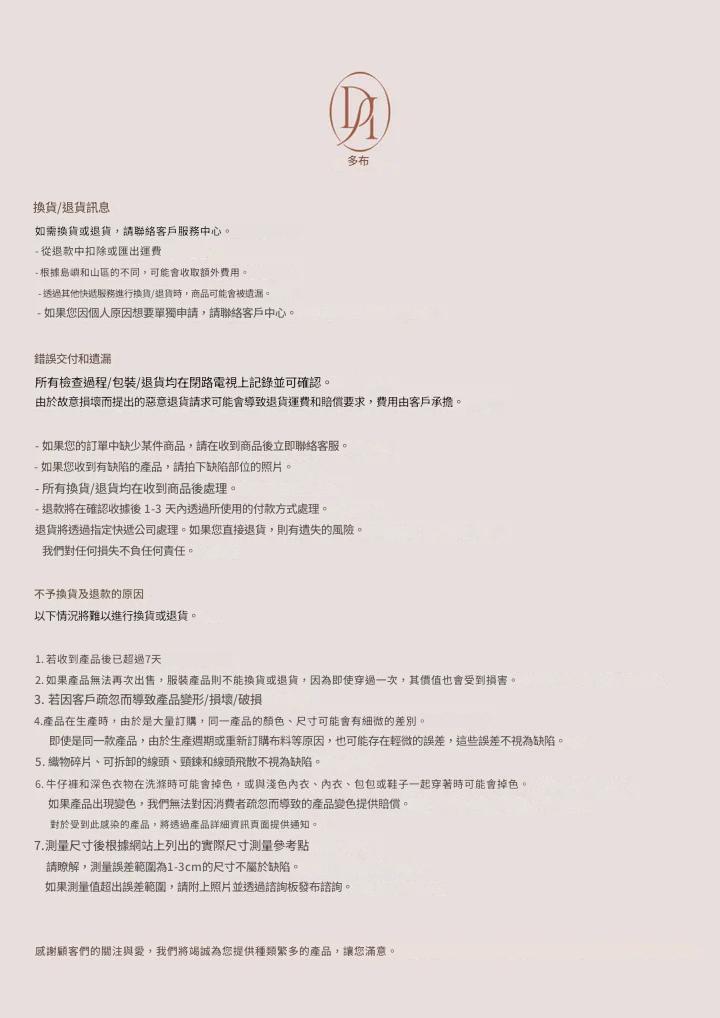 DA
多布
換貨/退貨訊息
如需換貨或退貨，請聯絡客戶服務中心。
- 從退款中扣除或匯出運費
- 根據島嶼和山區的不同，可能會收取額外費用。
- 透過其他快遞服務進行換貨/退貨時，商品可能會被遺漏。
- 如果您因個人原因想要單獨申請，請聯絡客戶中心。
錯誤交付和遺漏
所有檢查過程/包裝/退貨均在閉路電視上記錄並可確認。
由於故意損壞而提出的惡意退貨請求可能會導致退貨運費和賠償要求，費用由客戶承擔。
- 如果您的訂單中缺少某件商品，請在收到商品後立即聯絡客服。
- 如果您收到有缺陷的產品，請拍下缺陷部位的照片。
- 所有換貨/退貨均在收到商品後處理。
- 退款將在確認收據後 1-3 天內透過所使用的付款方式處理。
退貨將透過指定快遞公司處理。如果您直接退貨，則有遺失的風險。
我們對任何損失不負任何責任。
不予換貨及退款的原因
以下情況將難以進行換貨或退貨。
1. 若收到產品後已超過7天
2. 如果產品無法再次出售，服裝產品則不能換貨或退貨，因為即使穿過一次，其價值也會受到損害。
3. 若因客戶疏忽而導致產品變形/損壞/破損
4.產品在生產時，由於是大量訂購，同一產品的顏色、尺寸可能會有細微的差別。
即使是同一款產品，由於生產週期或重新訂購布料等原因，也可能存在輕微的誤差，這些誤差不視為缺陷。
5. 織物碎片、可拆卸的線頭、頸鍊和線頭飛散不視為缺陷。
6. 牛仔褲和深色衣物在洗滌時可能會掉色，或與淺色內衣、內衣、包包或鞋子一起穿著時可能會掉色。
如果產品出現變色，我們無法對因消費者疏忽而導致的產品變色提供賠償。
對於受到此感染的產品，將透過產品詳細資訊頁面提供通知。
7.測量尺寸後根據網站上列出的實際尺寸測量參考點
請瞭解，測量誤差範圍為1-3cm的尺寸不屬於缺陷。
如果測量值超出誤差範圍，請附上照片並透過諮詢板發布諮詢。
感謝顧客們的關注與愛，我們將竭誠為您提供種類繁多的產品，讓您滿意。